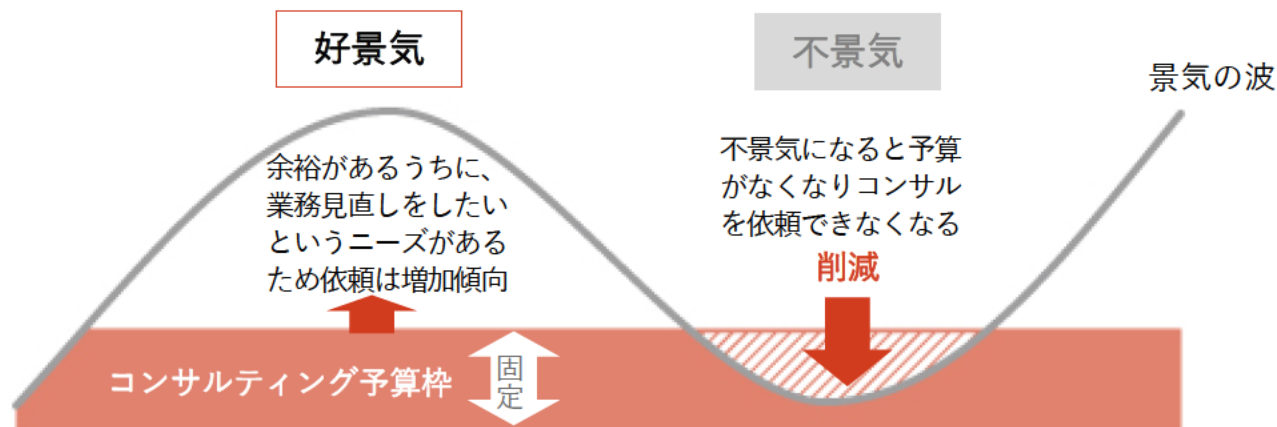 好景気
不景気
景気の波
余裕があるうちに、
業務見直しをしたい
というニーズがある
ため依頼は増加傾向
不景気になると予算
がなくなりコンサル
を依頼できなくなる
削減
コンサルティング予算枠
固定